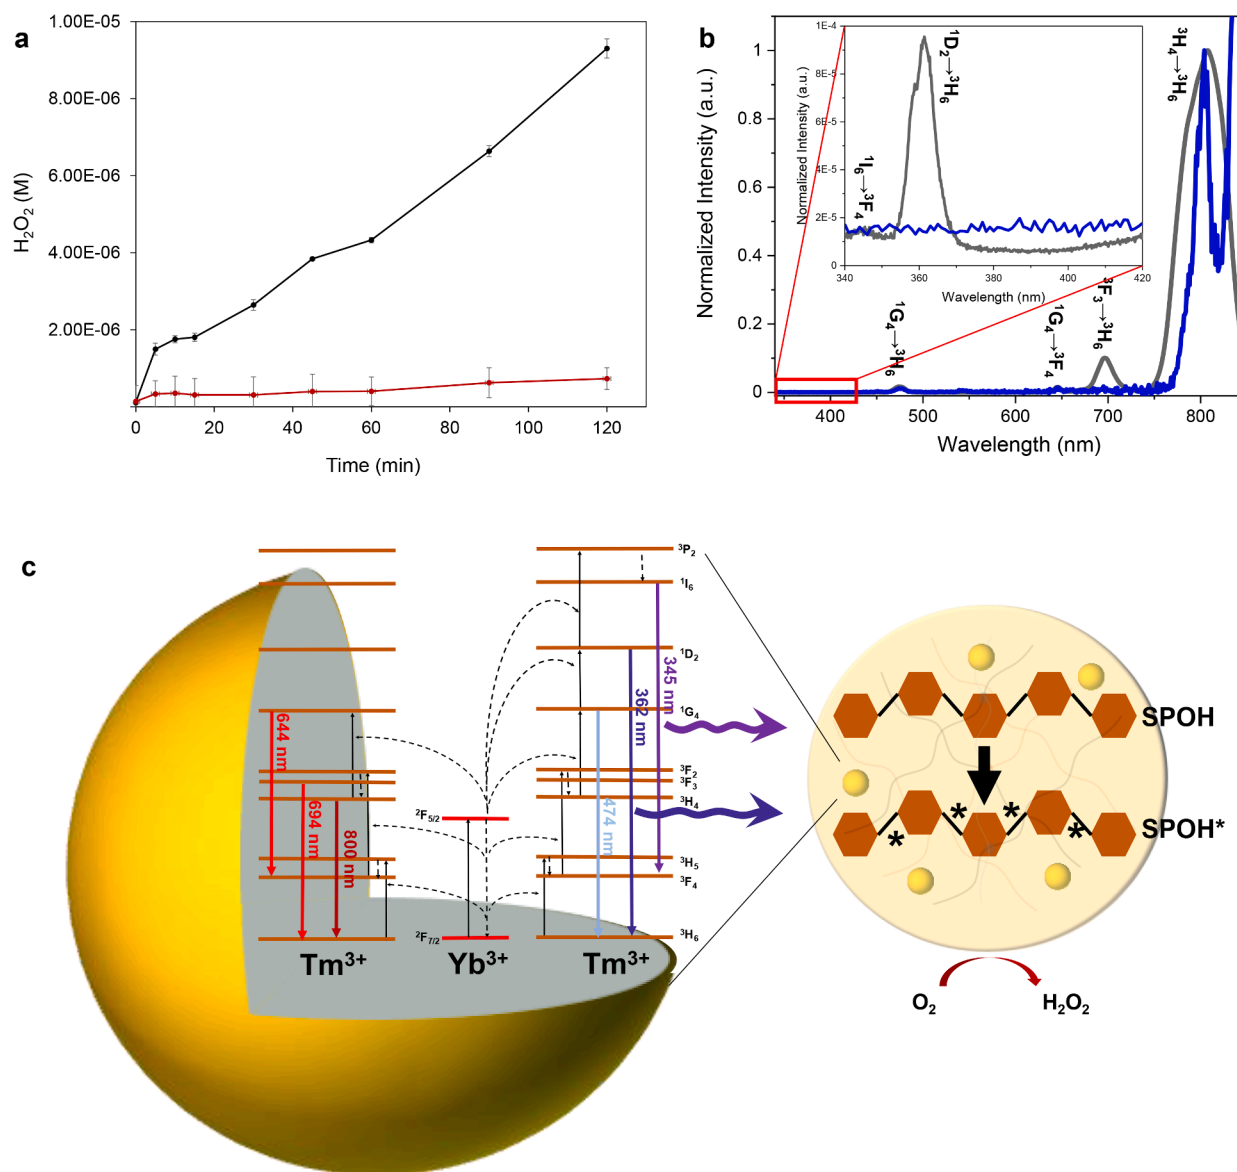 a
1.00E-05
8.00E-06
6.00E-06
4.00E-06
2.00E-06
H₂O₂ (M)
0 20 40 60 80 100 120
Time (min)
b
Normalized Intensity (a.u.)
1
0.8
0.6
0.4
0.2
0
400 500 600 700 800
Wavelength (nm)
³H₄→³H₆
¹G₄→³H₆
¹G₄→³F₄
³F₃→³H₆
1E-4
8E-5
6E-5
4E-5
2E-5
0
Normalized Intensity (a.u.)
340 360 380 400 420
Wavelength (nm)
¹I₆→³F₄
¹D₂→³H₆
c
³P₂
¹I₆
¹D₂
¹G₄
³F₂
³F₃
³H₄
³H₅
³F₄
³H₆
²F₅/₂
²F₇/₂
644 nm
694 nm
800 nm
474 nm
362 nm
345 nm
Tm³⁺ Yb³⁺ Tm³⁺
SPOH
* * * *
SPOH*
O₂ H₂O₂